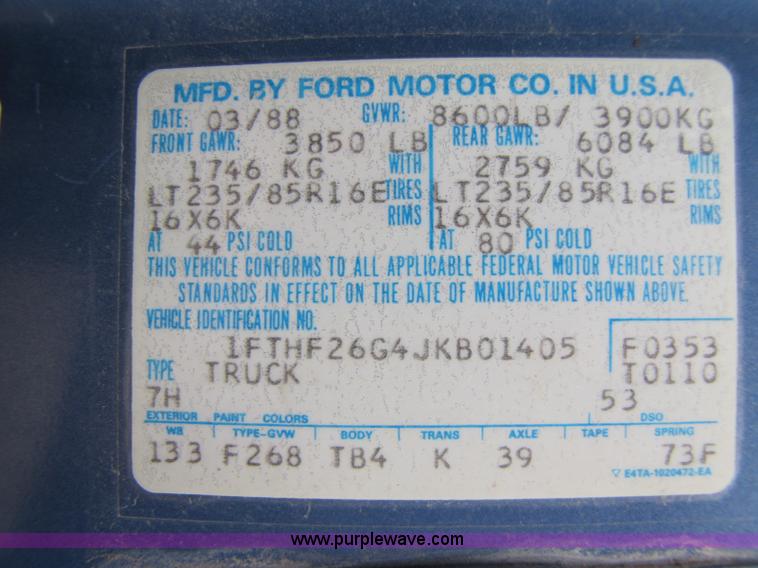 MFD. BY FORD MOTOR CO. IN U.S.A.
DATE: 03/88 GVWR: 8600LB/ 3900KG
FRONT GAWR: 3850 LB REAR GAWR: 6084 LB
1746 KG WITH 2759 KG WITH
LT235/85R16E TIRES LT235/85R16E TIRES
16X6K RIMS 16X6K RIMS
AT 44 PSI COLD AT 80 PSI COLD
THIS VEHICLE CONFORMS TO ALL APPLICABLE FEDERAL MOTOR VEHICLE SAFETY
STANDARDS IN EFFECT ON THE DATE OF MANUFACTURE SHOWN ABOVE.
VEHICLE IDENTIFICATION NO.
1FTHF26G4JKB01405 F0353
TYPE TRUCK T0110
7H 53
EXTERIOR PAINT COLORS DSO
WB TYPE-GVW BODY TRANS AXLE TAPE SPRING
133 F268 TB4 K 39 73F
E4TA-1020472-EA
www.purplewave.com